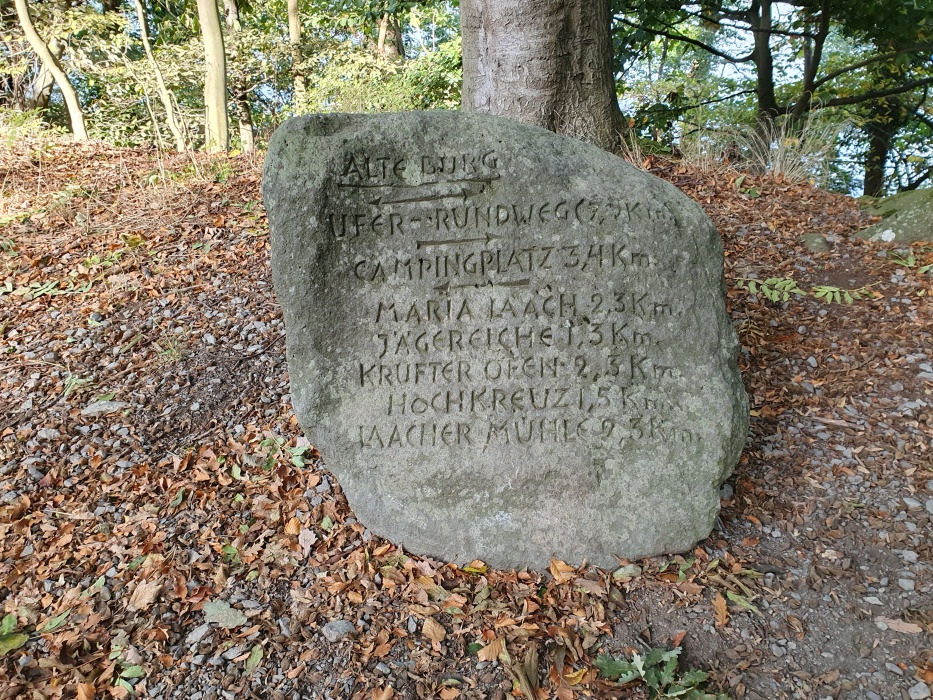 ALTE BURG
UFER-RUNDWEG
CAMPINGPLATZ 3,4 Km.
MARIA LAACH 2,3 Km.
JÄGEREICHE 1,3 Km.
KRUFTER OFEN 2,3 Km.
HOCHKREUZ 1,5 Km.
LAACHER MÜHLE 2,3 Km.